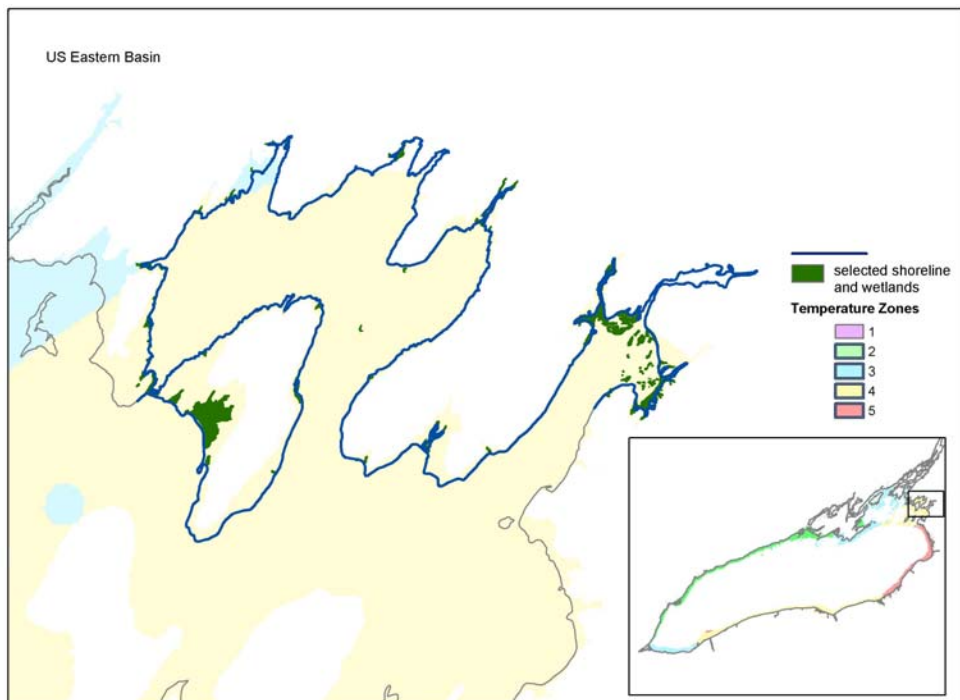 US Eastern Basin
selected shoreline
and wetlands
Temperature Zones
1
2
3
4
5